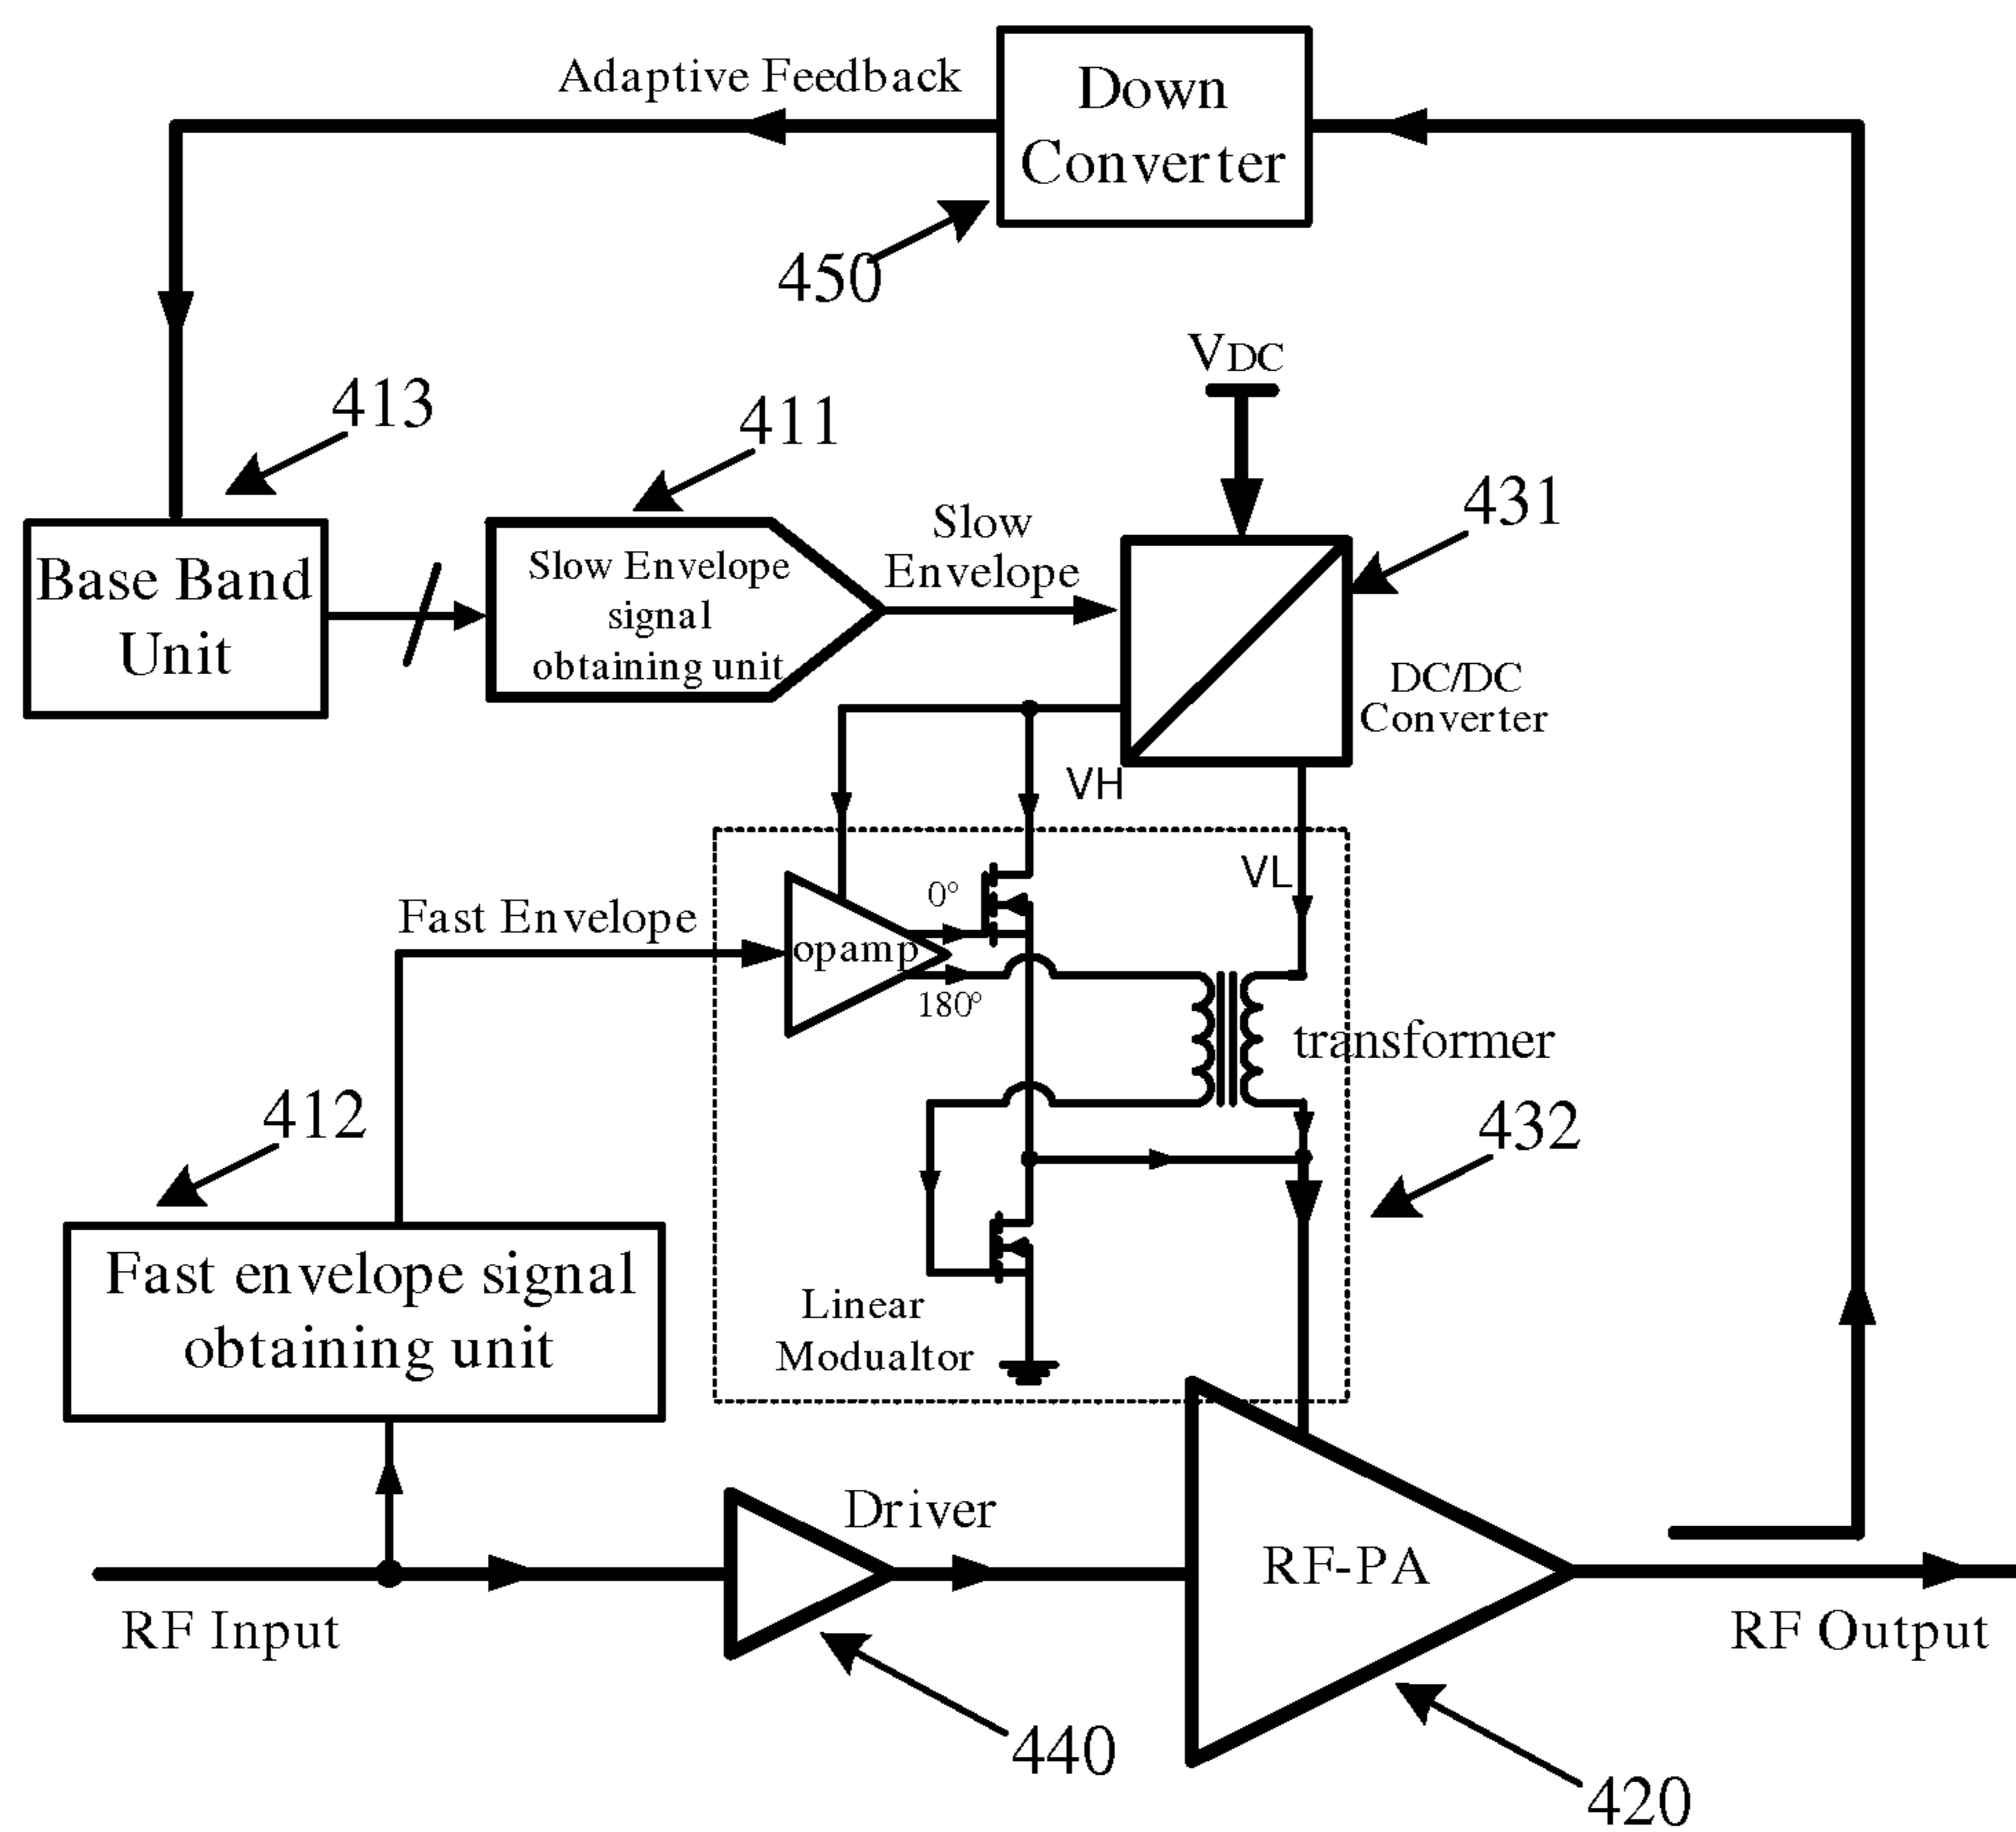 Adaptive Feedback
Down
Converter
450
VDC
413
411
431
Slow
Envelope
Base Band
Unit
Slow Envelope
signal
obtaining unit
DC/DC
Converter
VH
VL
0°
Fast Envelope
opamp
180°
transformer
412
432
Fast envelope signal
obtaining unit
Linear
Modualtor
Driver
RF-PA
RF Input
RF Output
440
420